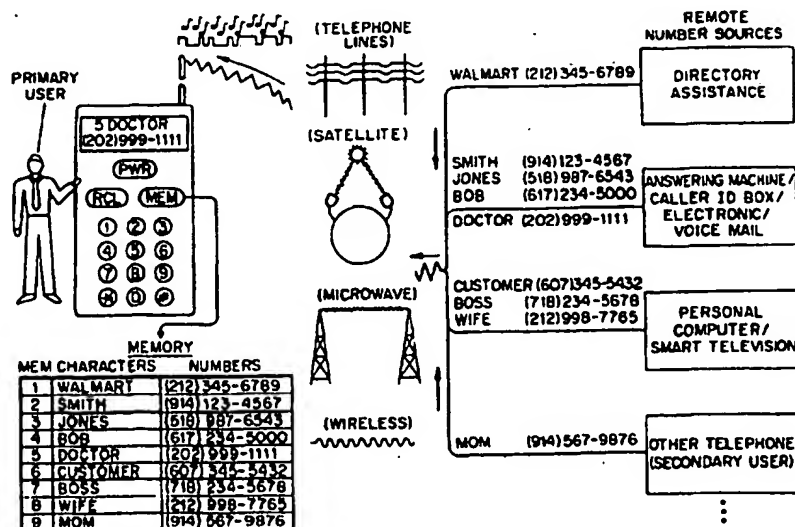 PRIMARY
USER
5 DOCTOR
(202)999-1111
PWR
RCL MEM
1 2 3
4 5 6
7 8 9
* 0 #
(TELEPHONE
LINES)
(SATELLITE)
(MICROWAVE)
(WIRELESS)
REMOTE
NUMBER SOURCES
WALMART (212)345-6789
DIRECTORY
ASSISTANCE
SMITH (914)123-4567
JONES (518)987-6543
BOB (617)234-5000
DOCTOR (202)999-1111
ANSWERING MACHINE/
CALLER ID BOX/
ELECTRONIC/
VOICE MAIL
CUSTOMER (607)345-5432
BOSS (718)234-5678
WIFE (212)998-7765
PERSONAL
COMPUTER/
SMART TELEVISION
MOM (914)567-9876
OTHER TELEPHONE
(SECONDARY USER)
MEMORY
MEM CHARACTERS NUMBERS
1 WALMART (212)345-6789
2 SMITH (914)123-4567
3 JONES (518)987-6543
4 BOB (617)234-5000
5 DOCTOR (202)999-1111
6 CUSTOMER (607)345-5432
7 BOSS (718)234-5678
8 WIFE (212)998-7765
9 MOM (914)567-9876